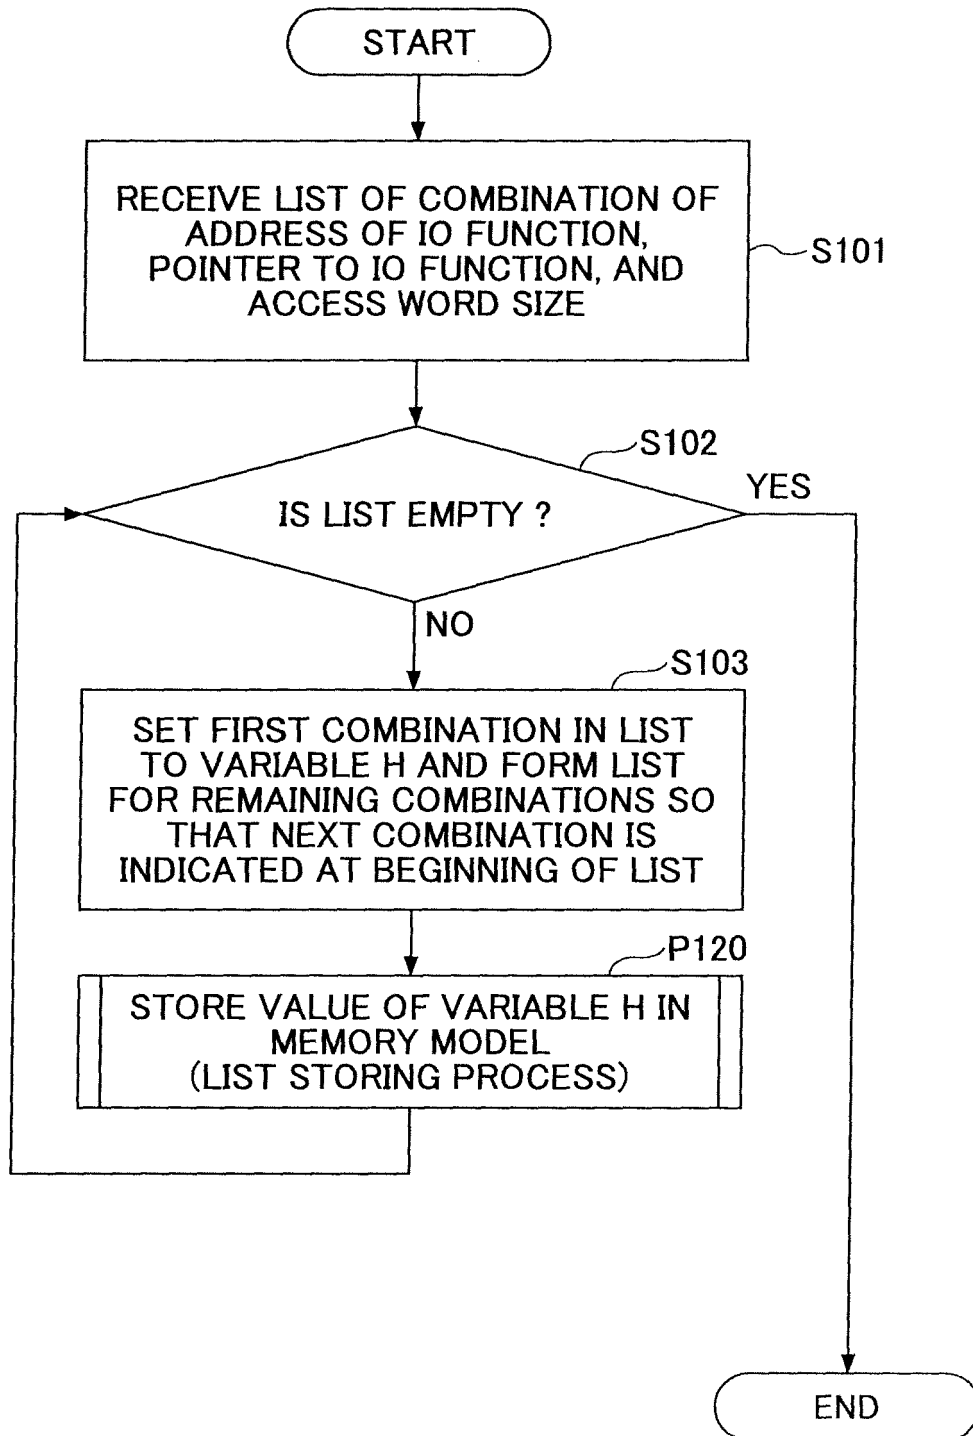 START
RECEIVE LIST OF COMBINATION OF
ADDRESS OF IO FUNCTION,
POINTER TO IO FUNCTION, AND
ACCESS WORD SIZE
S101
S102
IS LIST EMPTY ?
YES
NO
S103
SET FIRST COMBINATION IN LIST
TO VARIABLE H AND FORM LIST
FOR REMAINING COMBINATIONS SO
THAT NEXT COMBINATION IS
INDICATED AT BEGINNING OF LIST
P120
STORE VALUE OF VARIABLE H IN
MEMORY MODEL
(LIST STORING PROCESS)
END